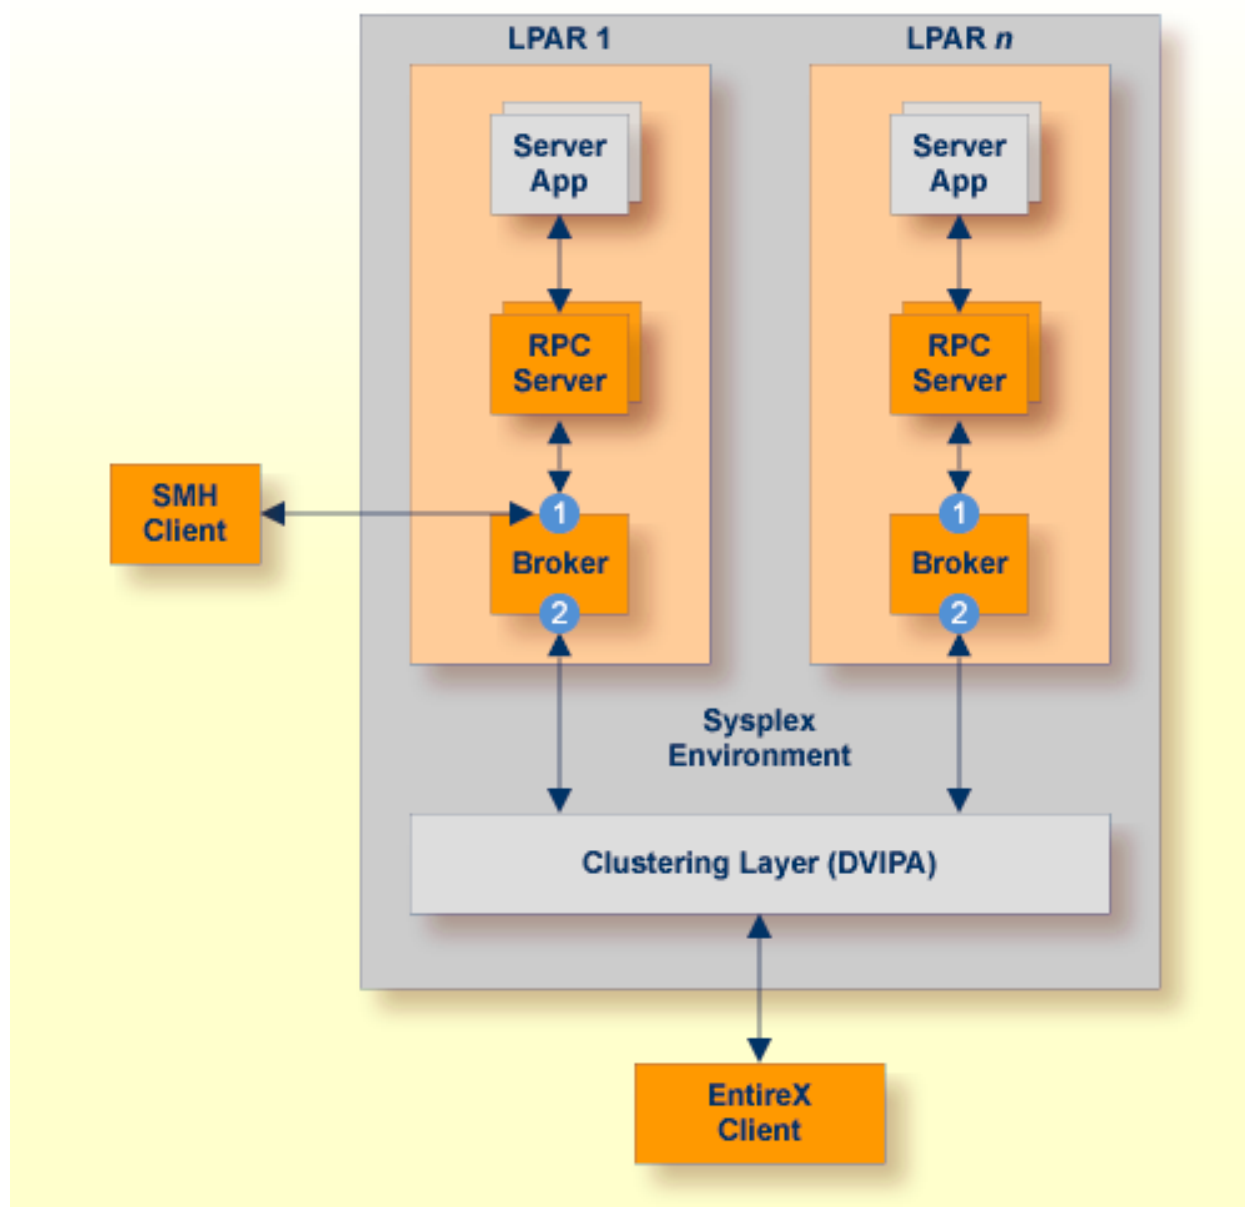 LPAR 1
LPAR n
Server
App
Server
App
RPC
Server
RPC
Server
SMH
Client
1
Broker
2
1
Broker
2
Sysplex
Environment
Clustering Layer (DVIPA)
EntireX
Client